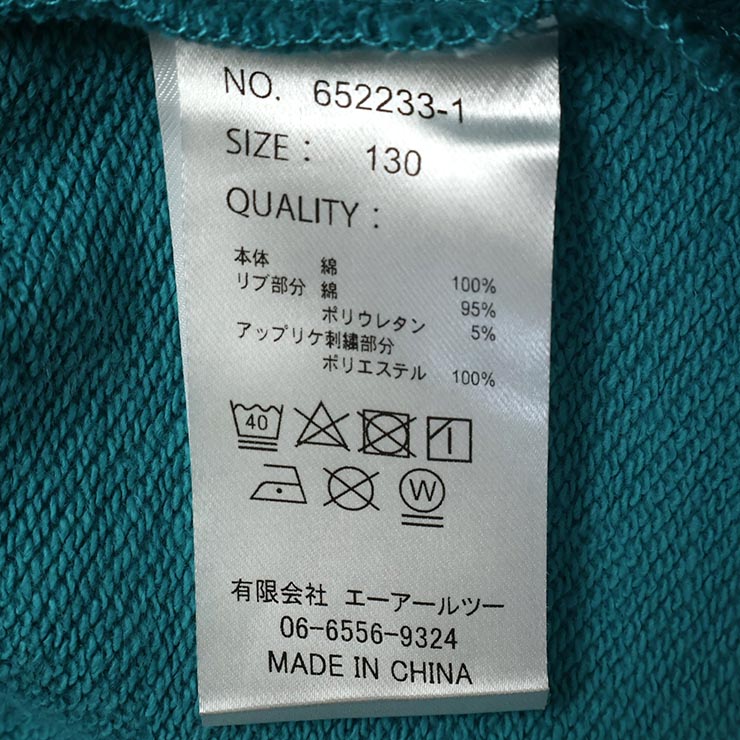 NO. 652233-1
SIZE : 130
QUALITY :
本体 綿 100%
リブ部分 綿 95%
ポリウレタン 5%
アップリケ刺繍部分
ポリエステル 100%
40
W
有限会社 エーアールツー
06-6556-9324
MADE IN CHINA